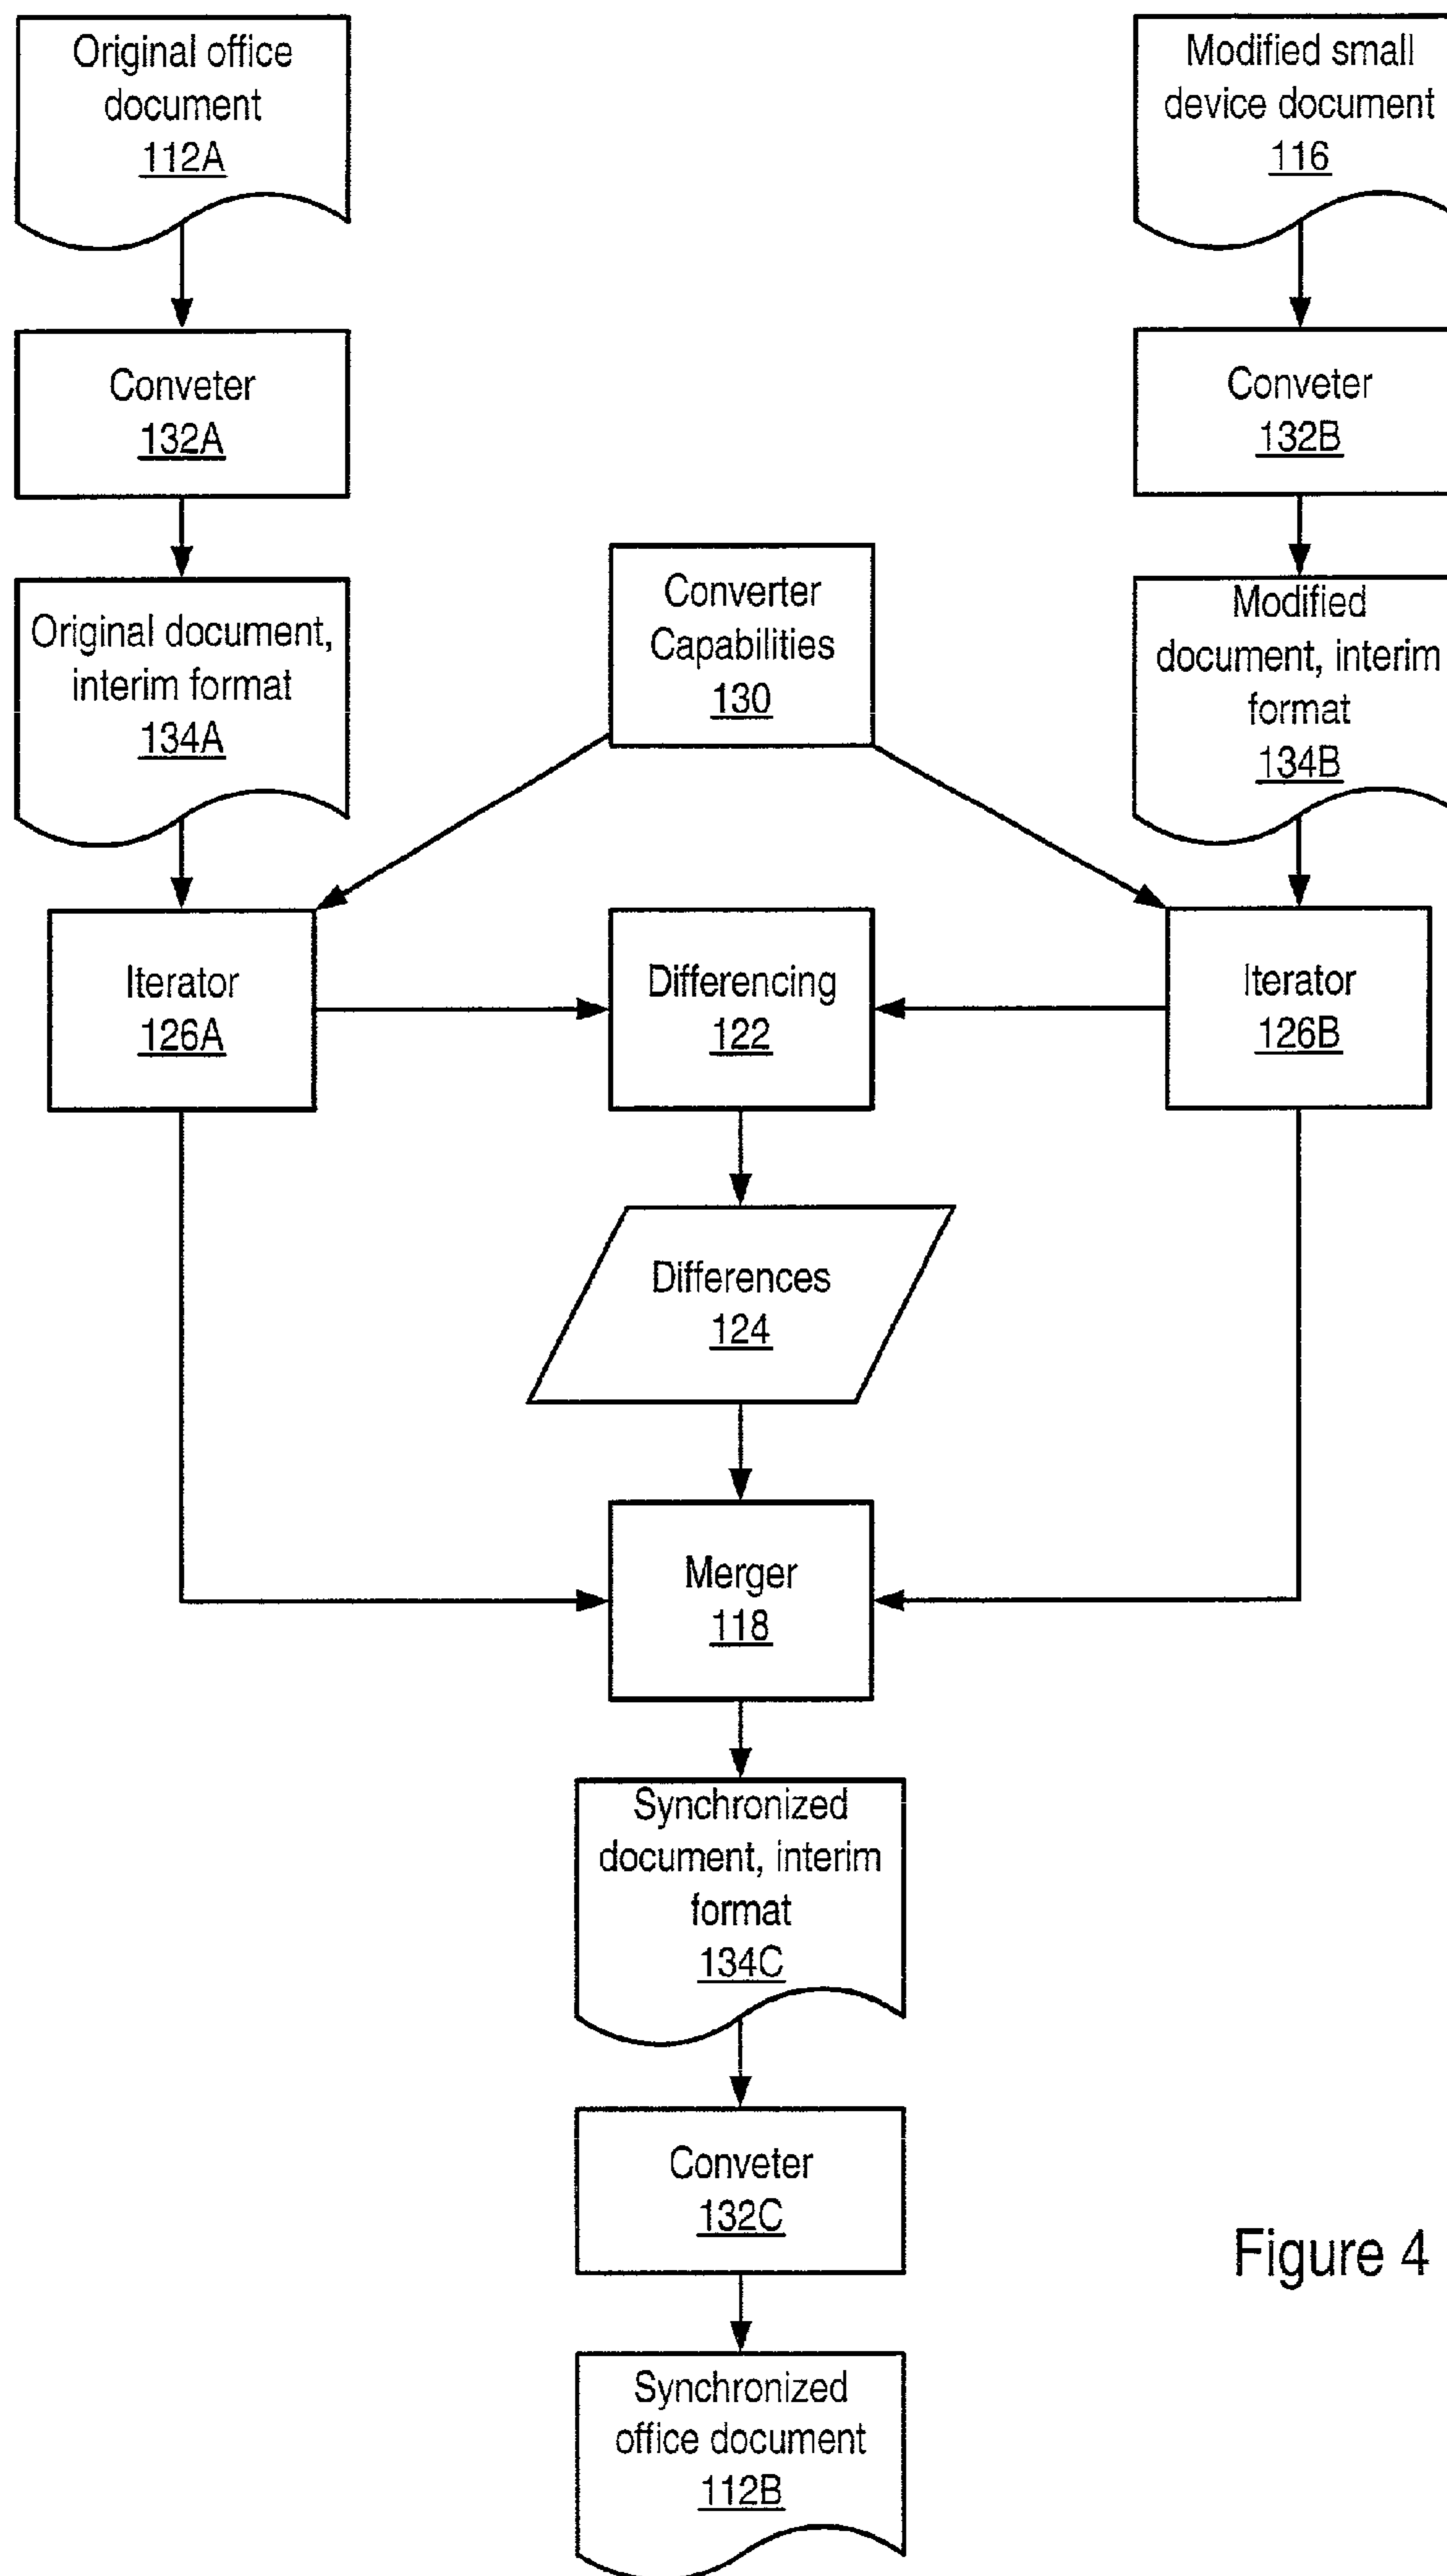 Original office
document
112A
Modified small
device document
116
Conveter
132A
Conveter
132B
Original document,
interim format
134A
Converter
Capabilities
130
Modified
document, interim
format
134B
Iterator
126A
Differencing
122
Iterator
126B
Differences
124
Merger
118
Synchronized
document, interim
format
134C
Conveter
132C
Synchronized
office document
112B
Figure 4